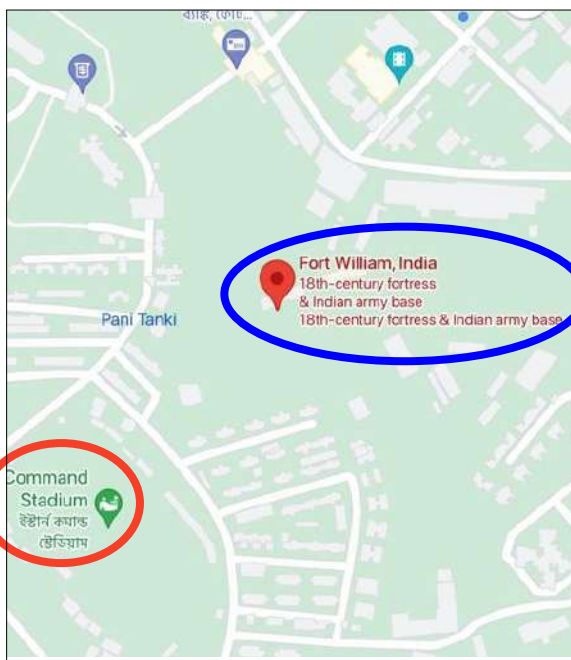 ব্যাঙ্ক, ফোর্ট...
Fort William, India
18th-century fortress
& Indian army base
18th-century fortress & Indian army base
Pani Tanki
Command
Stadium
ইস্টার্ন কমান্ড
স্টেডিয়াম